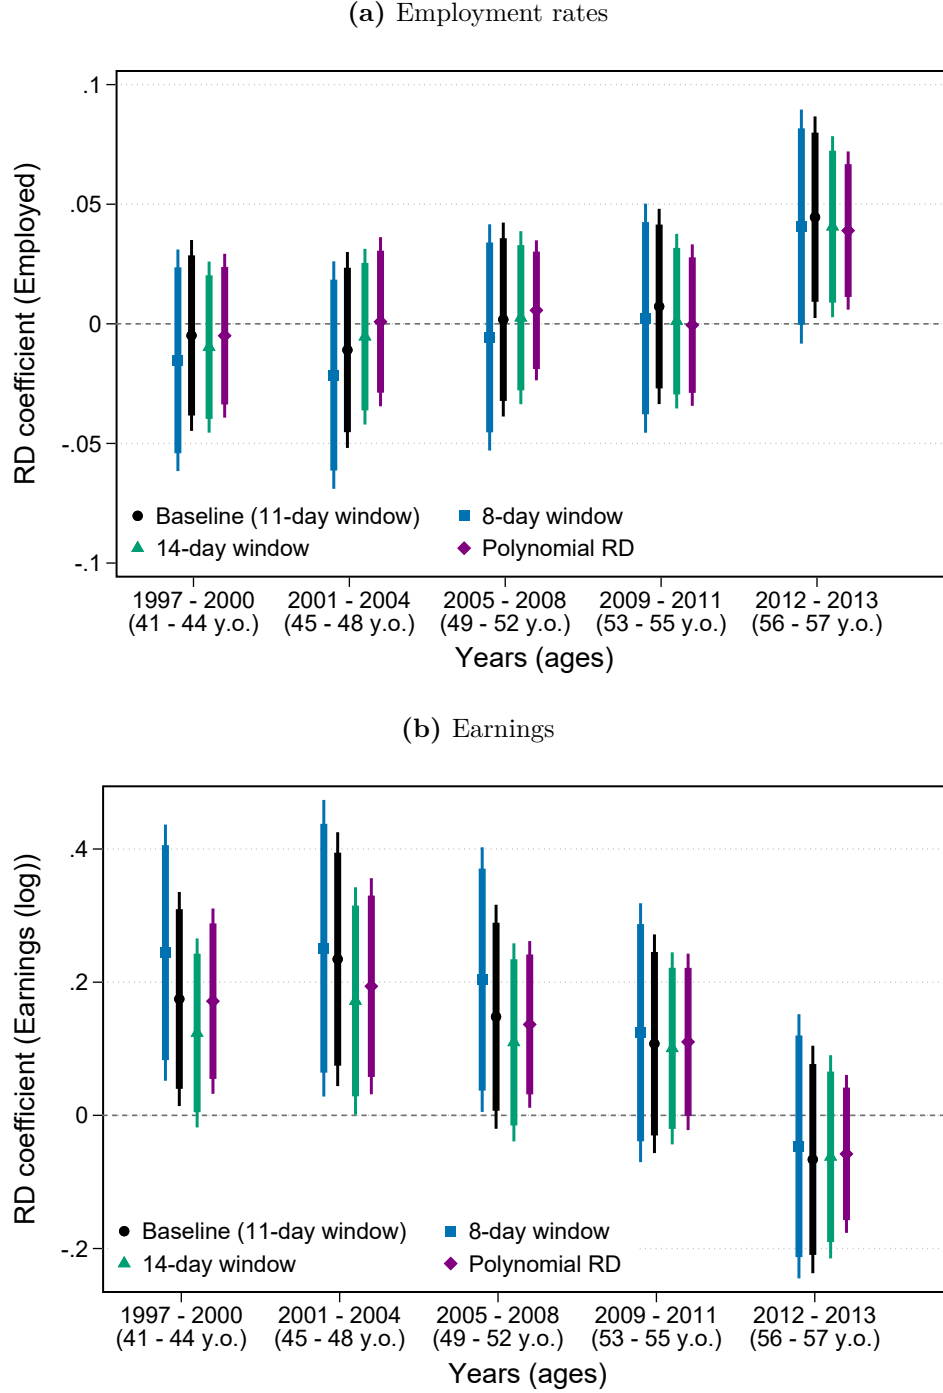 (a) Employment rates
.1
.05
0
-.05
-.1
RD coefficient (Employed)
Baseline (11-day window)
8-day window
14-day window
Polynomial RD
1997 - 2000 2001 - 2004 2005 - 2008 2009 - 2011 2012 - 2013
(41 - 44 y.o.) (45 - 48 y.o.) (49 - 52 y.o.) (53 - 55 y.o.) (56 - 57 y.o.)
Years (ages)
(b) Earnings
.4
.2
0
-.2
RD coefficient (Earnings (log))
Baseline (11-day window)
8-day window
14-day window
Polynomial RD
1997 - 2000 2001 - 2004 2005 - 2008 2009 - 2011 2012 - 2013
(41 - 44 y.o.) (45 - 48 y.o.) (49 - 52 y.o.) (53 - 55 y.o.) (56 - 57 y.o.)
Years (ages)